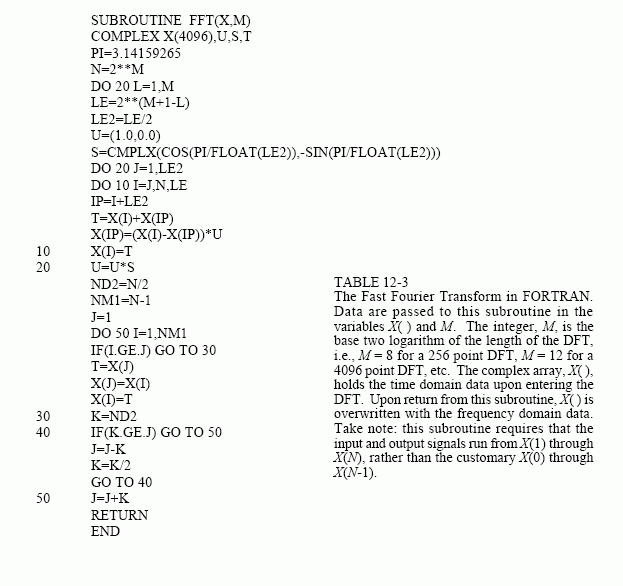 SUBROUTINE FFT(X,M)
COMPLEX X(4096),U,S,T
PI=3.14159265
N=2**M
DO 20 L=1,M
LE=2**(M+1-L)
LE2=LE/2
U=(1.0,0.0)
S=CMPLX(COS(PI/FLOAT(LE2)),-SIN(PI/FLOAT(LE2)))
DO 20 J=1,LE2
DO 10 I=J,N,LE
IP=I+LE2
T=X(I)+X(IP)
X(IP)=(X(I)-X(IP))*U
10 X(I)=T
20 U=U*S
ND2=N/2
NM1=N-1
J=1
DO 50 I=1,NM1
IF(I.GE.J) GO TO 30
T=X(J)
X(J)=X(I)
X(I)=T
30 K=ND2
40 IF(K.GE.J) GO TO 50
J=J-K
K=K/2
GO TO 40
50 J=J+K
RETURN
END
TABLE 12-3
The Fast Fourier Transform in FORTRAN.
Data are passed to this subroutine in the
variables X( ) and M. The integer, M, is the
base two logarithm of the length of the DFT,
i.e., M = 8 for a 256 point DFT, M = 12 for a
4096 point DFT, etc. The complex array, X( ),
holds the time domain data upon entering the
DFT. Upon return from this subroutine, X( ) is
overwritten with the frequency domain data.
Take note: this subroutine requires that the
input and output signals run from X(1) through
X(N), rather than the customary X(0) through
X(N-1).